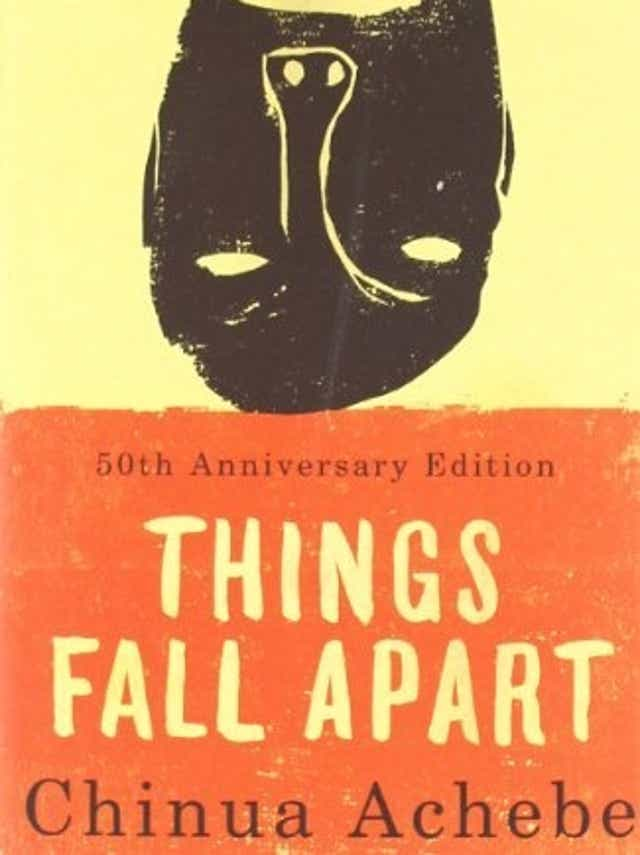 50th Anniversary Edition
THINGS
FALL APART
Chinua Achebe